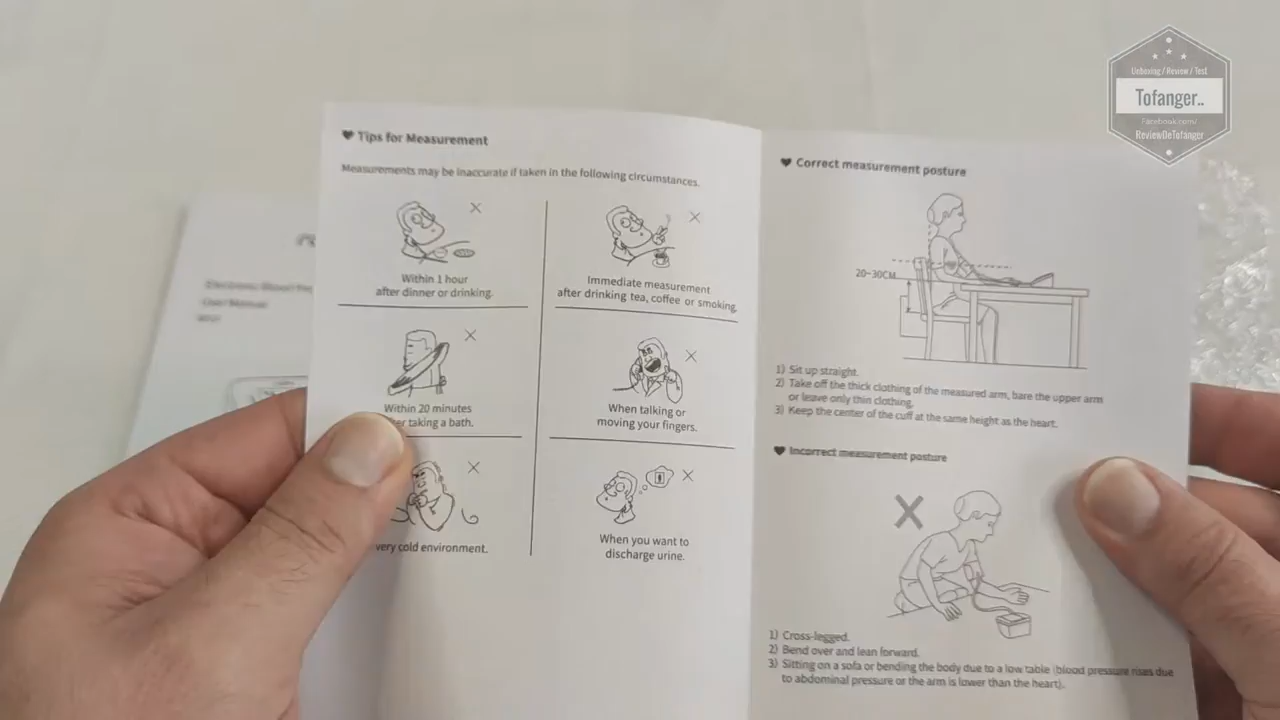 Unboxing / Review / Test
Tofanger..
Facebook.com/
ReviewDeTofanger
Tips for Measurement
Measurements may be inaccurate if taken in the following circumstances.
Within 1 hour
after dinner or drinking.
Immediate measurement
after drinking tea, coffee or smoking
Within 20 minutes
taking a bath.
When talking or
moving your fingers.
very cold environment.
When you want to
discharge urine.
Correct measurement posture
20~30CM
1) Sit up straight.
2) Take off the thick clothing of the measured arm, bare the upper arm
or leave only thin clothing.
3) Keep the center of the cuff at the same height as the heart.
Incorrect measurement posture
1) Cross-legged.
2) Bend over and lean forward.
3) Sitting on a sofa or bending the body due to a low table (blood pressure rises due
to abdominal pressure or the arm is lower than the heart).
Electronic Blood
User Manual